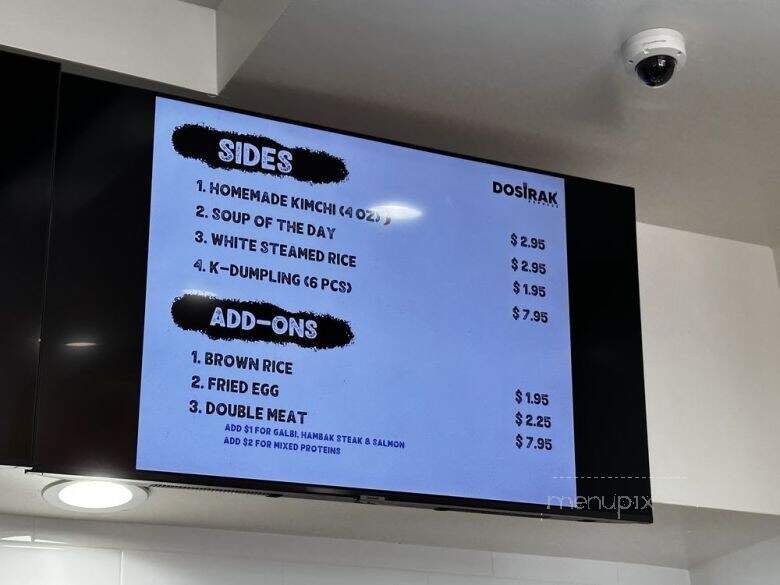 SIDES
DOSIRAK
1. HOMEMADE KIMCHI (4 OZ) $2.95
2. SOUP OF THE DAY $2.95
3. WHITE STEAMED RICE $1.95
4. K-DUMPLING (6 PCS) $7.95
ADD-ONS
1. BROWN RICE $1.95
2. FRIED EGG $2.25
3. DOUBLE MEAT $7.95
ADD $1 FOR GALBI, HAMBAK STEAK & SALMON
ADD $2 FOR MIXED PROTEINS
menupix